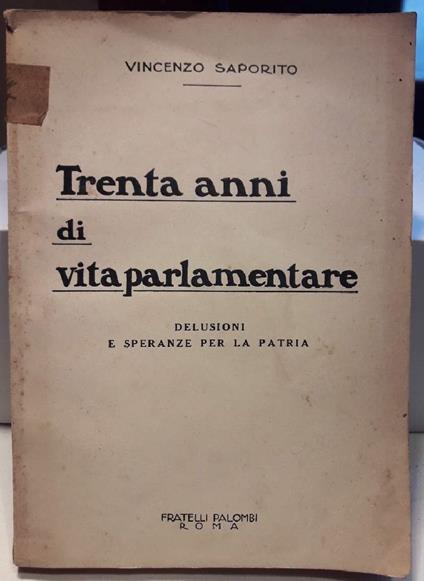 VINCENZO SAPORITO
Trenta anni
di
vita parlamentare
DELUSIONI
E SPERANZE PER LA PATRIA
FRATELLI PALOMBI
ROMA